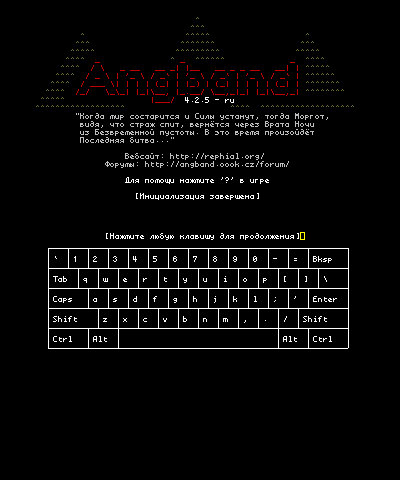 Angband
4.2.5 - ru
"Когда мир состарится и Силы устанут, тогда Моргот,
видя, что страж спит, вернётся через Врата Ночи
из Безвременной пустоты. В это время произойдёт
Последняя битва..."
Вебсайт: http://rephial.org/
Форумы: http://angband.oook.cz/forum/
Для помощи нажмите '?' в игре
[Инициализация завершена]
[Нажмите любую клавишу для продолжения]
` 1 2 3 4 5 6 7 8 9 0 - = Bksp
Tab q w e r t y u i o p [ ] \
Caps a s d f g h j k l ; ' Enter
Shift z x c v b n m , . / Shift
Ctrl Alt Alt Ctrl